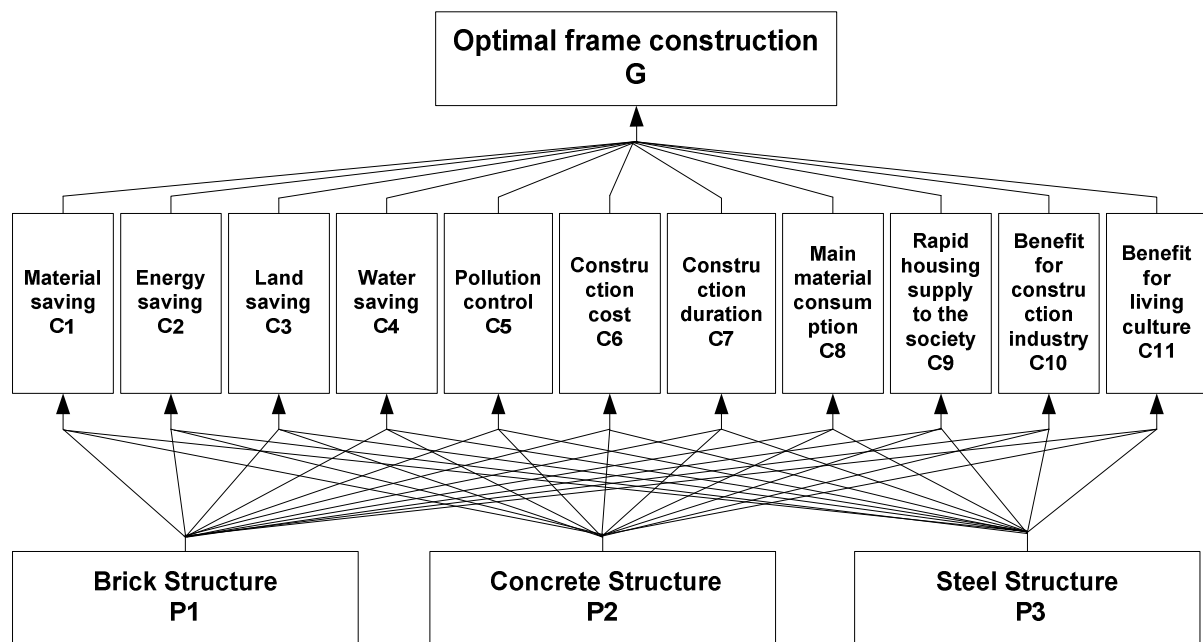 Optimal frame construction
G
Material
saving
C1
Energy
saving
C2
Land
saving
C3
Water
saving
C4
Pollution
control
C5
Constru
ction
cost
C6
Constru
ction
duration
C7
Main
material
consum
ption
C8
Rapid
housing
supply
to the
society
C9
Benefit
for
constru
ction
industry
C10
Benefit
for
living
culture
C11
Brick Structure
P1
Concrete Structure
P2
Steel Structure
P3